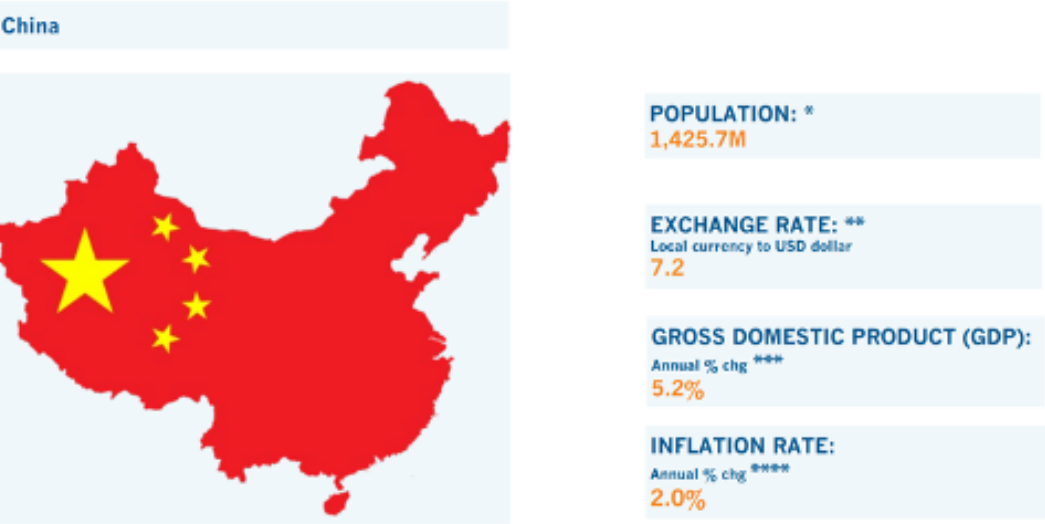 China
POPULATION: *
1,425.7M
EXCHANGE RATE: **
Local currency to USD dollar
7.2
GROSS DOMESTIC PRODUCT (GDP):
Annual % chg ***
5.2%
INFLATION RATE:
Annual % chg ****
2.0%